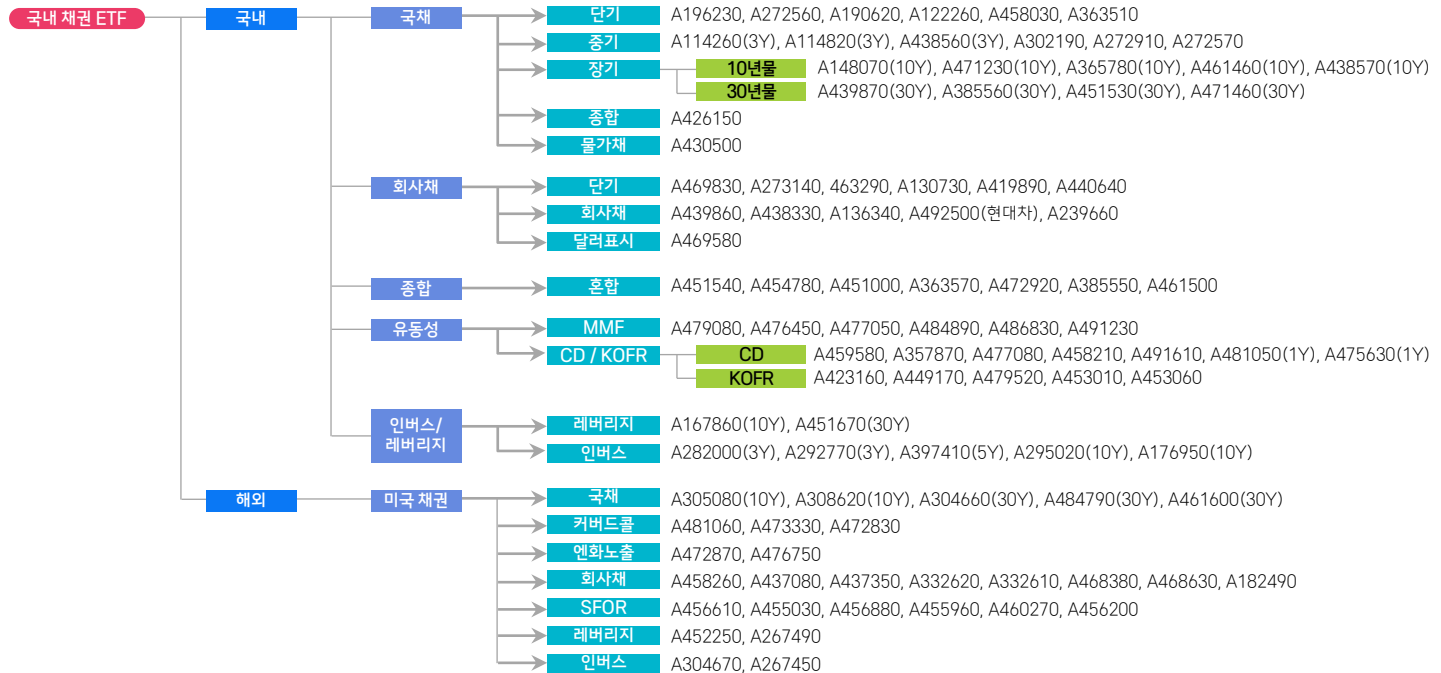 국내 채권 ETF
국내
국채
단기
A196230, A272560, A190620, A122260, A458030, A363510
중기
A114260(3Y), A114820(3Y), A438560(3Y), A302190, A272910, A272570
장기
10년물
A148070(10Y), A471230(10Y), A365780(10Y), A461460(10Y), A438570(10Y)
30년물
A439870(30Y), A385560(30Y), A451530(30Y), A471460(30Y)
종합
A426150
물가채
A430500
회사채
단기
A469830, A273140, 463290, A130730, A419890, A440640
회사채
A439860, A438330, A136340, A492500(현대차), A239660
달러표시
A469580
종합
혼합
A451540, A454780, A451000, A363570, A472920, A385550, A461500
유동성
MMF
A479080, A476450, A477050, A484890, A486830, A491230
CD / KOFR
CD
A459580, A357870, A477080, A458210, A491610, A481050(1Y), A475630(1Y)
KOFR
A423160, A449170, A479520, A453010, A453060
인버스/
레버리지
레버리지
A167860(10Y), A451670(30Y)
인버스
A282000(3Y), A292770(3Y), A397410(5Y), A295020(10Y), A176950(10Y)
해외
미국 채권
국채
A305080(10Y), A308620(10Y), A304660(30Y), A484790(30Y), A461600(30Y)
커버드콜
A481060, A473330, A472830
엔화노출
A472870, A476750
회사채
A458260, A437080, A437350, A332620, A332610, A468380, A468630, A182490
SFOR
A456610, A455030, A456880, A455960, A460270, A456200
레버리지
A452250, A267490
인버스
A304670, A267450